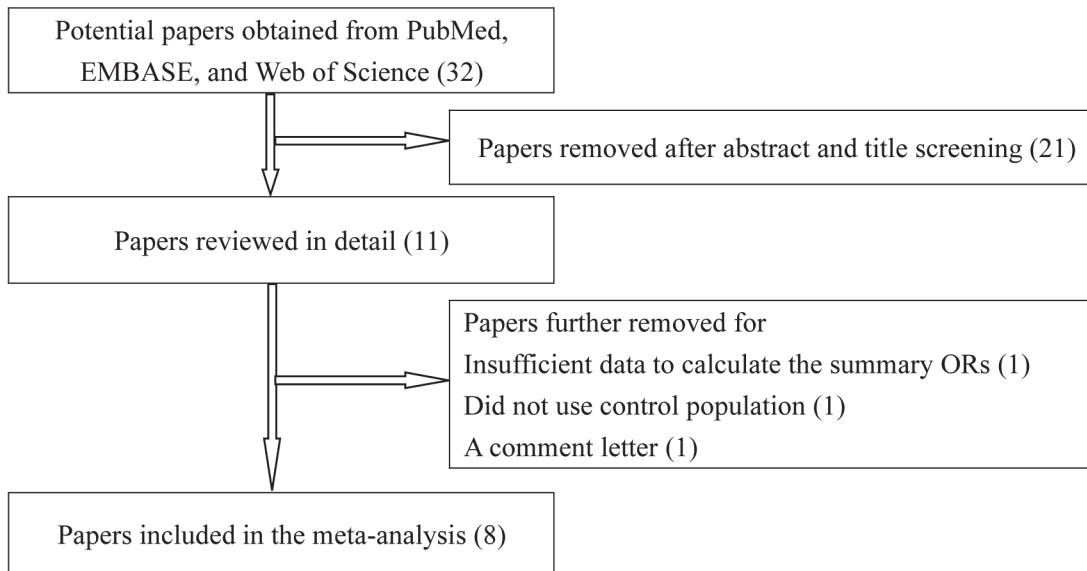 Potential papers obtained from PubMed,
EMBASE, and Web of Science (32)
Papers removed after abstract and title screening (21)
Papers reviewed in detail (11)
Papers further removed for
Insufficient data to calculate the summary ORs (1)
Did not use control population (1)
A comment letter (1)
Papers included in the meta-analysis (8)